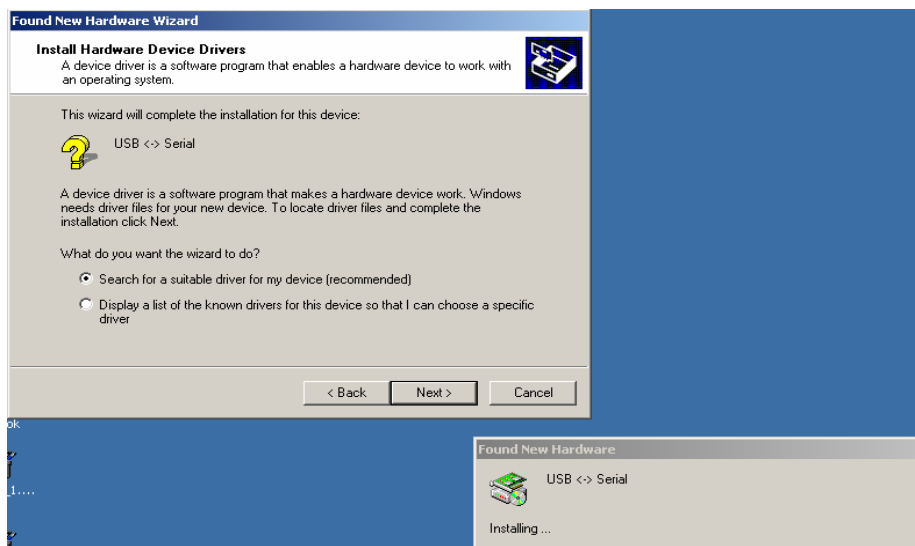 Found New Hardware Wizard
Install Hardware Device Drivers
A device driver is a software program that enables a hardware device to work with
an operating system.
This wizard will complete the installation for this device:
USB <-> Serial
A device driver is a software program that makes a hardware device work. Windows
needs driver files for your new device. To locate driver files and complete the
installation click Next.
What do you want the wizard to do?
Search for a suitable driver for my device (recommended)
Display a list of the known drivers for this device so that I can choose a specific
driver
< Back
Next >
Cancel
ok
_1....
Found New Hardware
USB <-> Serial
Installing ...